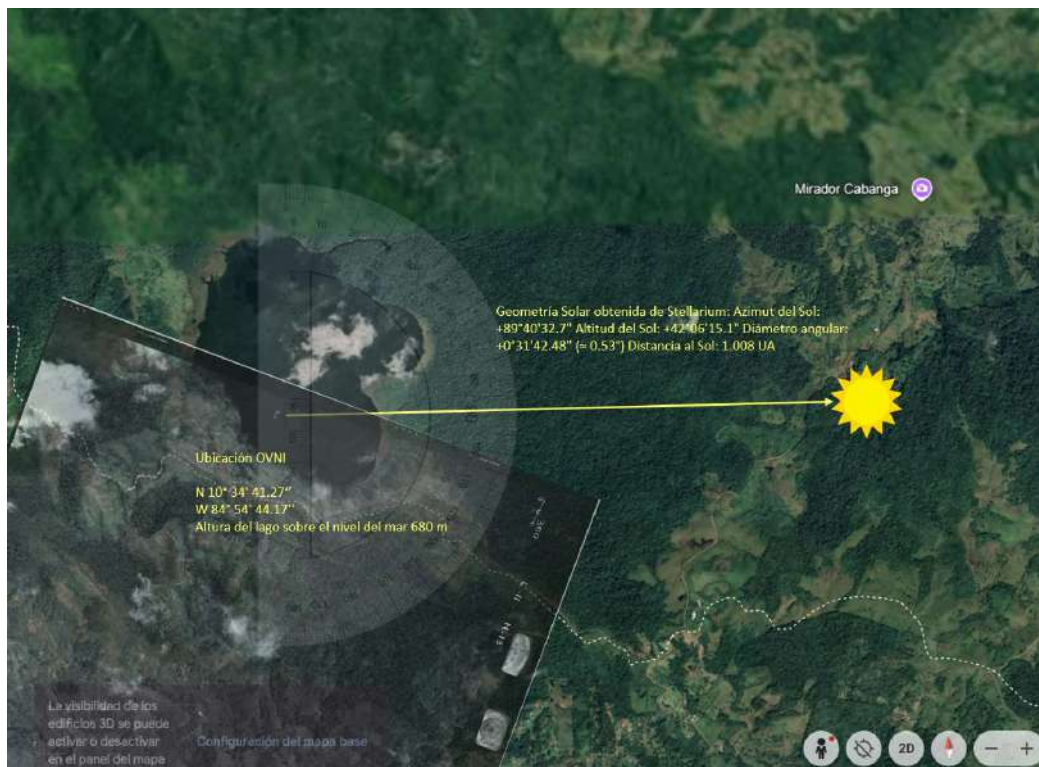 Mirador Cabanga
Geometría Solar obtenida de Stellarium: Azimut del Sol:
+89°40'32.7" Altitud del Sol: +42°06'15.1" Diámetro angular:
+0°31'42.48" (≈ 0.53°) Distancia al Sol: 1.008 UA
Ubicación OVNI
N 10° 34' 41.27''
W 84° 54' 44.17''
Altura del lago sobre el nivel del mar 680 m
La visibilidad de los
edificios 3D se puede
activar o desactivar
en el panel del mapa
Configuración del mapa base
2D